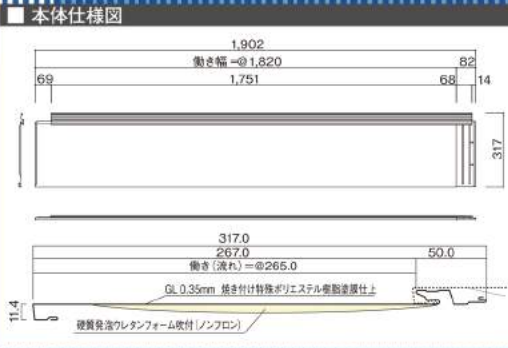 ■ 本体仕様図
1,902
働き幅 =@1,820
82
69
1,751
68
14
317
317.0
267.0
50.0
働き(流れ)=@265.0
GL 0.35mm 焼き付け特殊ポリエステル樹脂塗膜仕上
11.4
硬質発泡ウレタンフォーム吹付(ノンフロン)